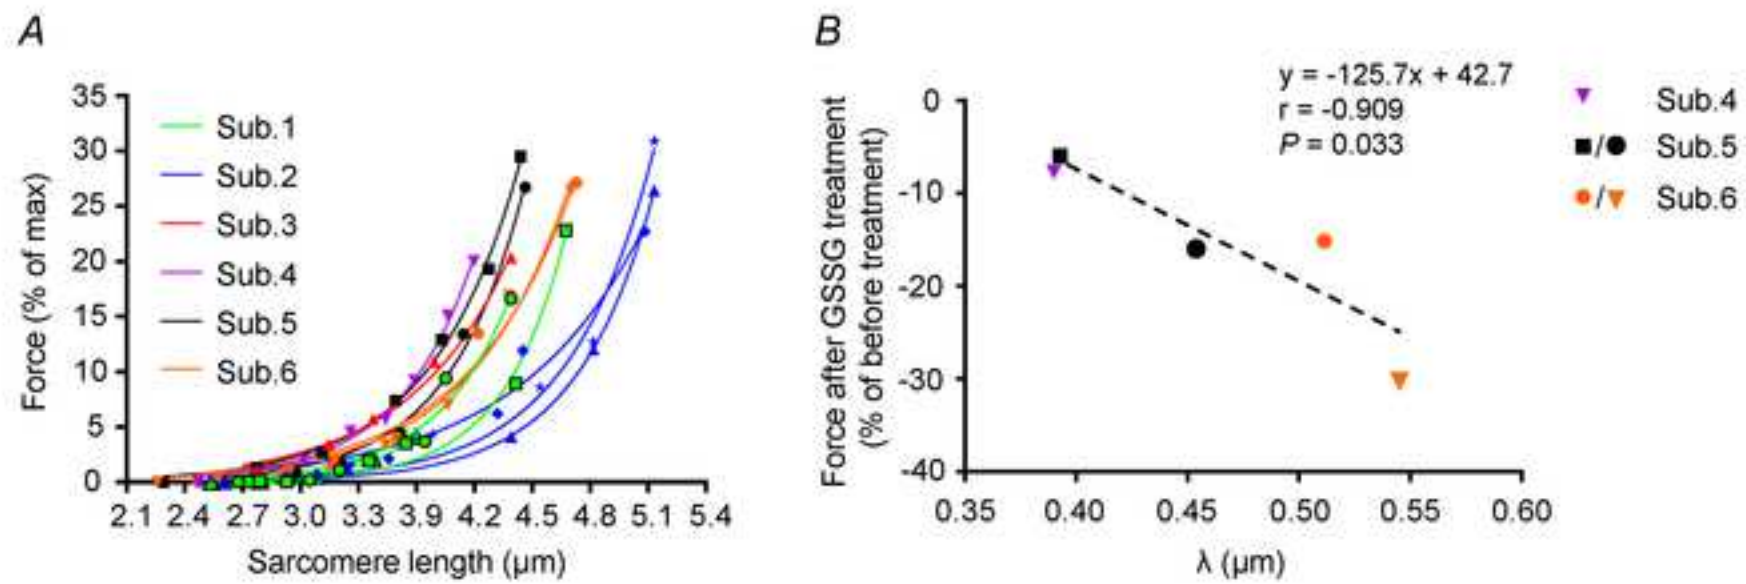 A
Force (% of max)
35
30
25
20
15
10
5
0
Sub.1
Sub.2
Sub.3
Sub.4
Sub.5
Sub.6
2.1 2.4 2.7 3.0 3.3 3.9 4.2 4.5 4.8 5.1 5.4
Sarcomere length (μm)
B
Force after GSSG treatment
(% of before treatment)
0
-10
-20
-30
-40
y = -125.7x + 42.7
r = -0.909
P = 0.033
Sub.4
/ Sub.5
/ Sub.6
0.35 0.40 0.45 0.50 0.55 0.60
λ (μm)